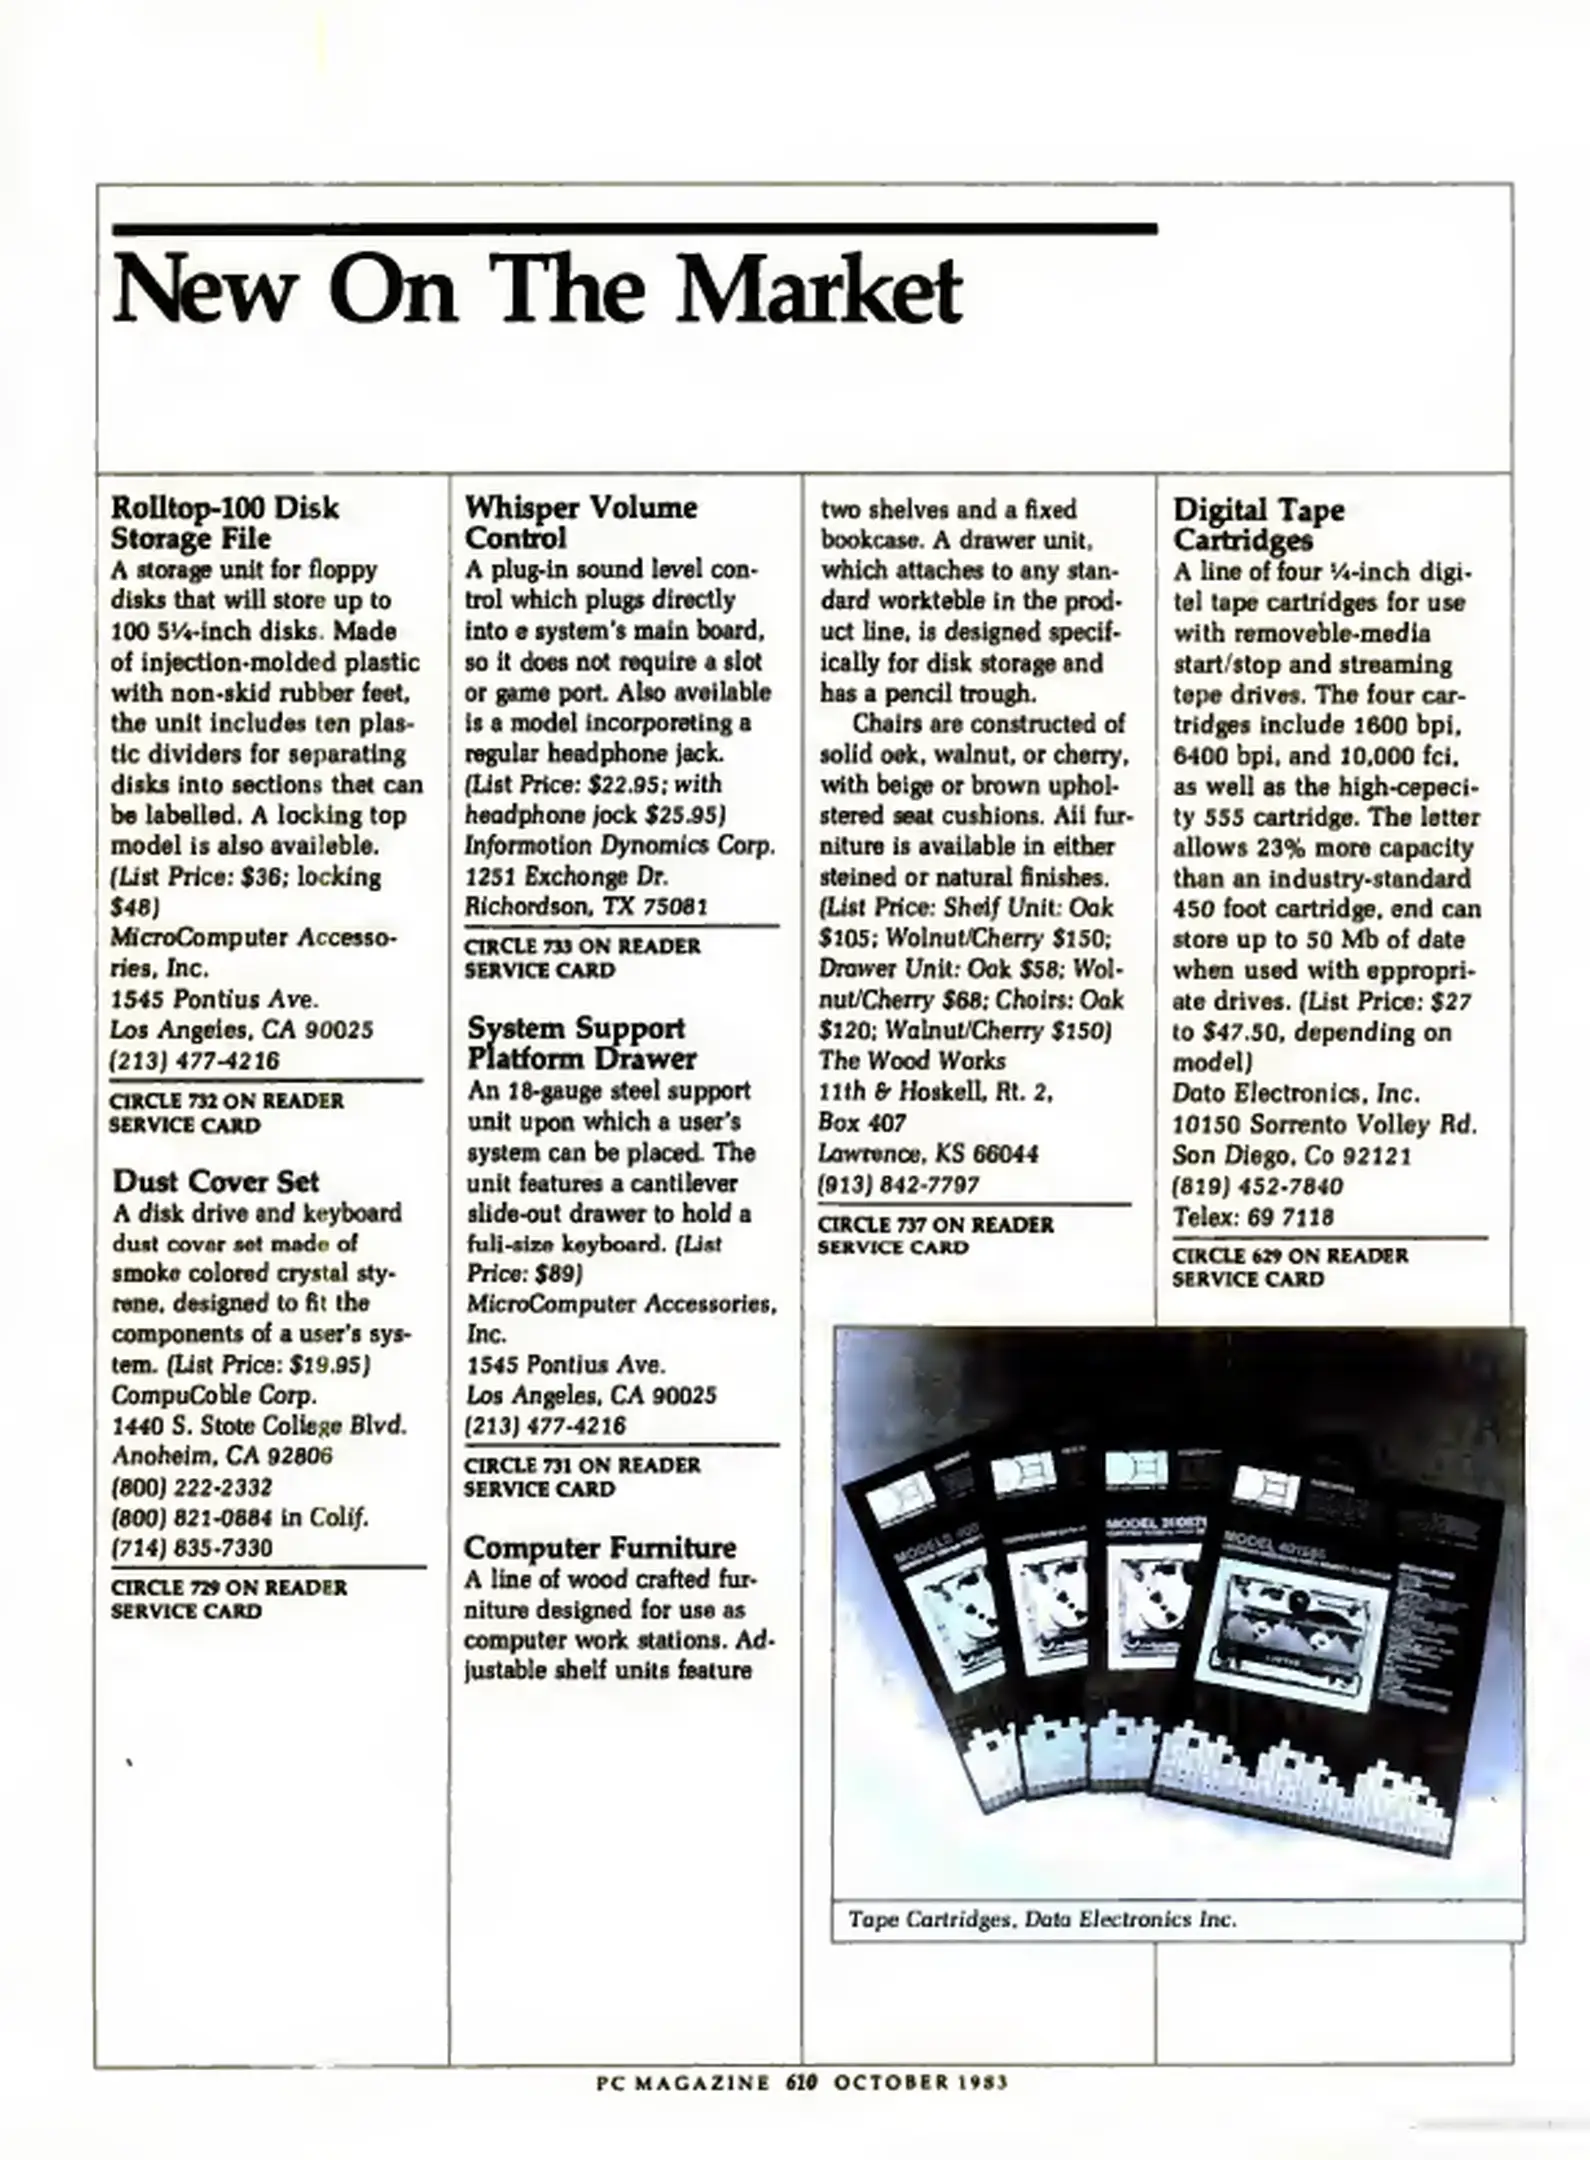 New On The Market
Rolltop-100 Disk
Storage File
A storage unit for floppy
disks that will store up to
100 5¼-inch disks. Made
of injection-molded plastic
with non-skid rubber feet,
the unit includes ten plas-
tic dividers for separating
disks into sections that can
be labelled. A locking top
model is also available.
(List Price: $36; locking
$48)
MicroComputer Accesso-
ries, Inc.
1545 Pontius Ave.
Los Angeles, CA 90025
(213) 477-4216
CIRCLE 732 ON READER
SERVICE CARD
Dust Cover Set
A disk drive and keyboard
dust cover set made of
smoke colored crystal sty-
rene, designed to fit the
components of a user's sys-
tem. (List Price: $19.95)
CompuCable Corp.
1440 S. State College Blvd.
Anaheim, CA 92806
(800) 222-2332
(800) 821-0884 in Calif.
(714) 835-7330
CIRCLE 729 ON READER
SERVICE CARD
Whisper Volume
Control
A plug-in sound level con-
trol which plugs directly
into a system's main board,
so it does not require a slot
or game port. Also available
is a model incorporating a
regular headphone jack.
(List Price: $22.95; with
headphone jack $25.95)
Information Dynamics Corp.
1251 Exchange Dr.
Richardson, TX 75081
CIRCLE 733 ON READER
SERVICE CARD
System Support
Platform Drawer
An 18-gauge steel support
unit upon which a user's
system can be placed. The
unit features a cantilever
slide-out drawer to hold a
full-size keyboard. (List
Price: $89)
MicroComputer Accessories,
Inc.
1545 Pontius Ave.
Los Angeles, CA 90025
(213) 477-4216
CIRCLE 731 ON READER
SERVICE CARD
Computer Furniture
A line of wood crafted fur-
niture designed for use as
computer work stations. Ad-
justable shelf units feature
two shelves and a fixed
bookcase. A drawer unit,
which attaches to any stan-
dard worktable in the prod-
uct line, is designed specif-
ically for disk storage and
has a pencil trough.
Chairs are constructed of
solid oak, walnut, or cherry,
with beige or brown uphol-
stered seat cushions. All fur-
niture is available in either
stained or natural finishes.
(List Price: Shelf Unit: Oak
$105; Walnut/Cherry $150;
Drawer Unit: Oak $58; Wal-
nut/Cherry $68; Chairs: Oak
$120; Walnut/Cherry $150)
The Wood Works
11th & Haskell, Rt. 2,
Box 407
Lawrence, KS 66044
(913) 842-7797
CIRCLE 737 ON READER
SERVICE CARD
Digital Tape
Cartridges
A line of four ¼-inch digi-
tal tape cartridges for use
with removable-media
start/stop and streaming
tape drives. The four car-
tridges include 1600 bpi,
6400 bpi, and 10,000 fci,
as well as the high-capaci-
ty 555 cartridge. The latter
allows 23% more capacity
than an industry-standard
450 foot cartridge, and can
store up to 50 Mb of data
when used with appropri-
ate drives. (List Price: $27
to $47.50, depending on
model)
Data Electronics, Inc.
10150 Sorrento Valley Rd.
San Diego, Ca 92121
(819) 452-7840
Telex: 69 7118
CIRCLE 629 ON READER
SERVICE CARD
Tape Cartridges, Data Electronics Inc.
PC MAGAZINE 610 OCTOBER 1983